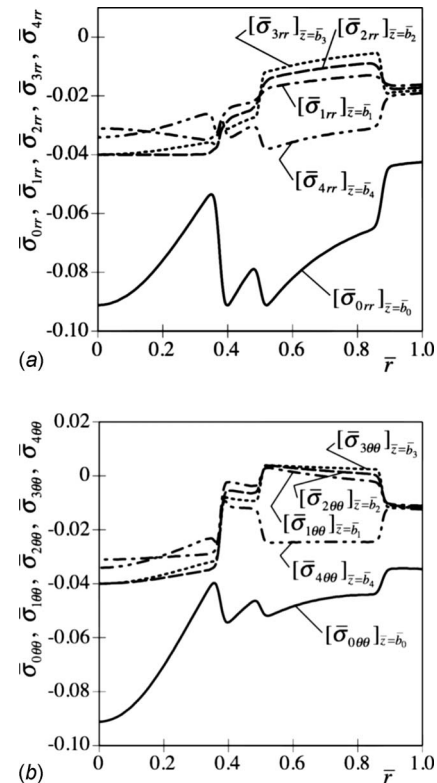 σ̄0rr, σ̄1rr, σ̄2rr, σ̄3rr, σ̄4rr
0
-0.02
-0.04
-0.06
-0.08
-0.10
[σ̄3rr]z̄=b̄3
[σ̄2rr]z̄=b̄2
[σ̄1rr]z̄=b̄1
[σ̄4rr]z̄=b̄4
[σ̄0rr]z̄=b̄0
0 0.2 0.4 0.6 0.8 1.0
r̄
(a)
σ̄0θθ, σ̄1θθ, σ̄2θθ, σ̄3θθ, σ̄4θθ
0.02
0
-0.02
-0.04
-0.06
-0.08
-0.10
[σ̄3θθ]z̄=b̄3
[σ̄2θθ]z̄=b̄2
[σ̄1θθ]z̄=b̄1
[σ̄4θθ]z̄=b̄4
[σ̄0θθ]z̄=b̄0
0 0.2 0.4 0.6 0.8 1.0
r̄
(b)